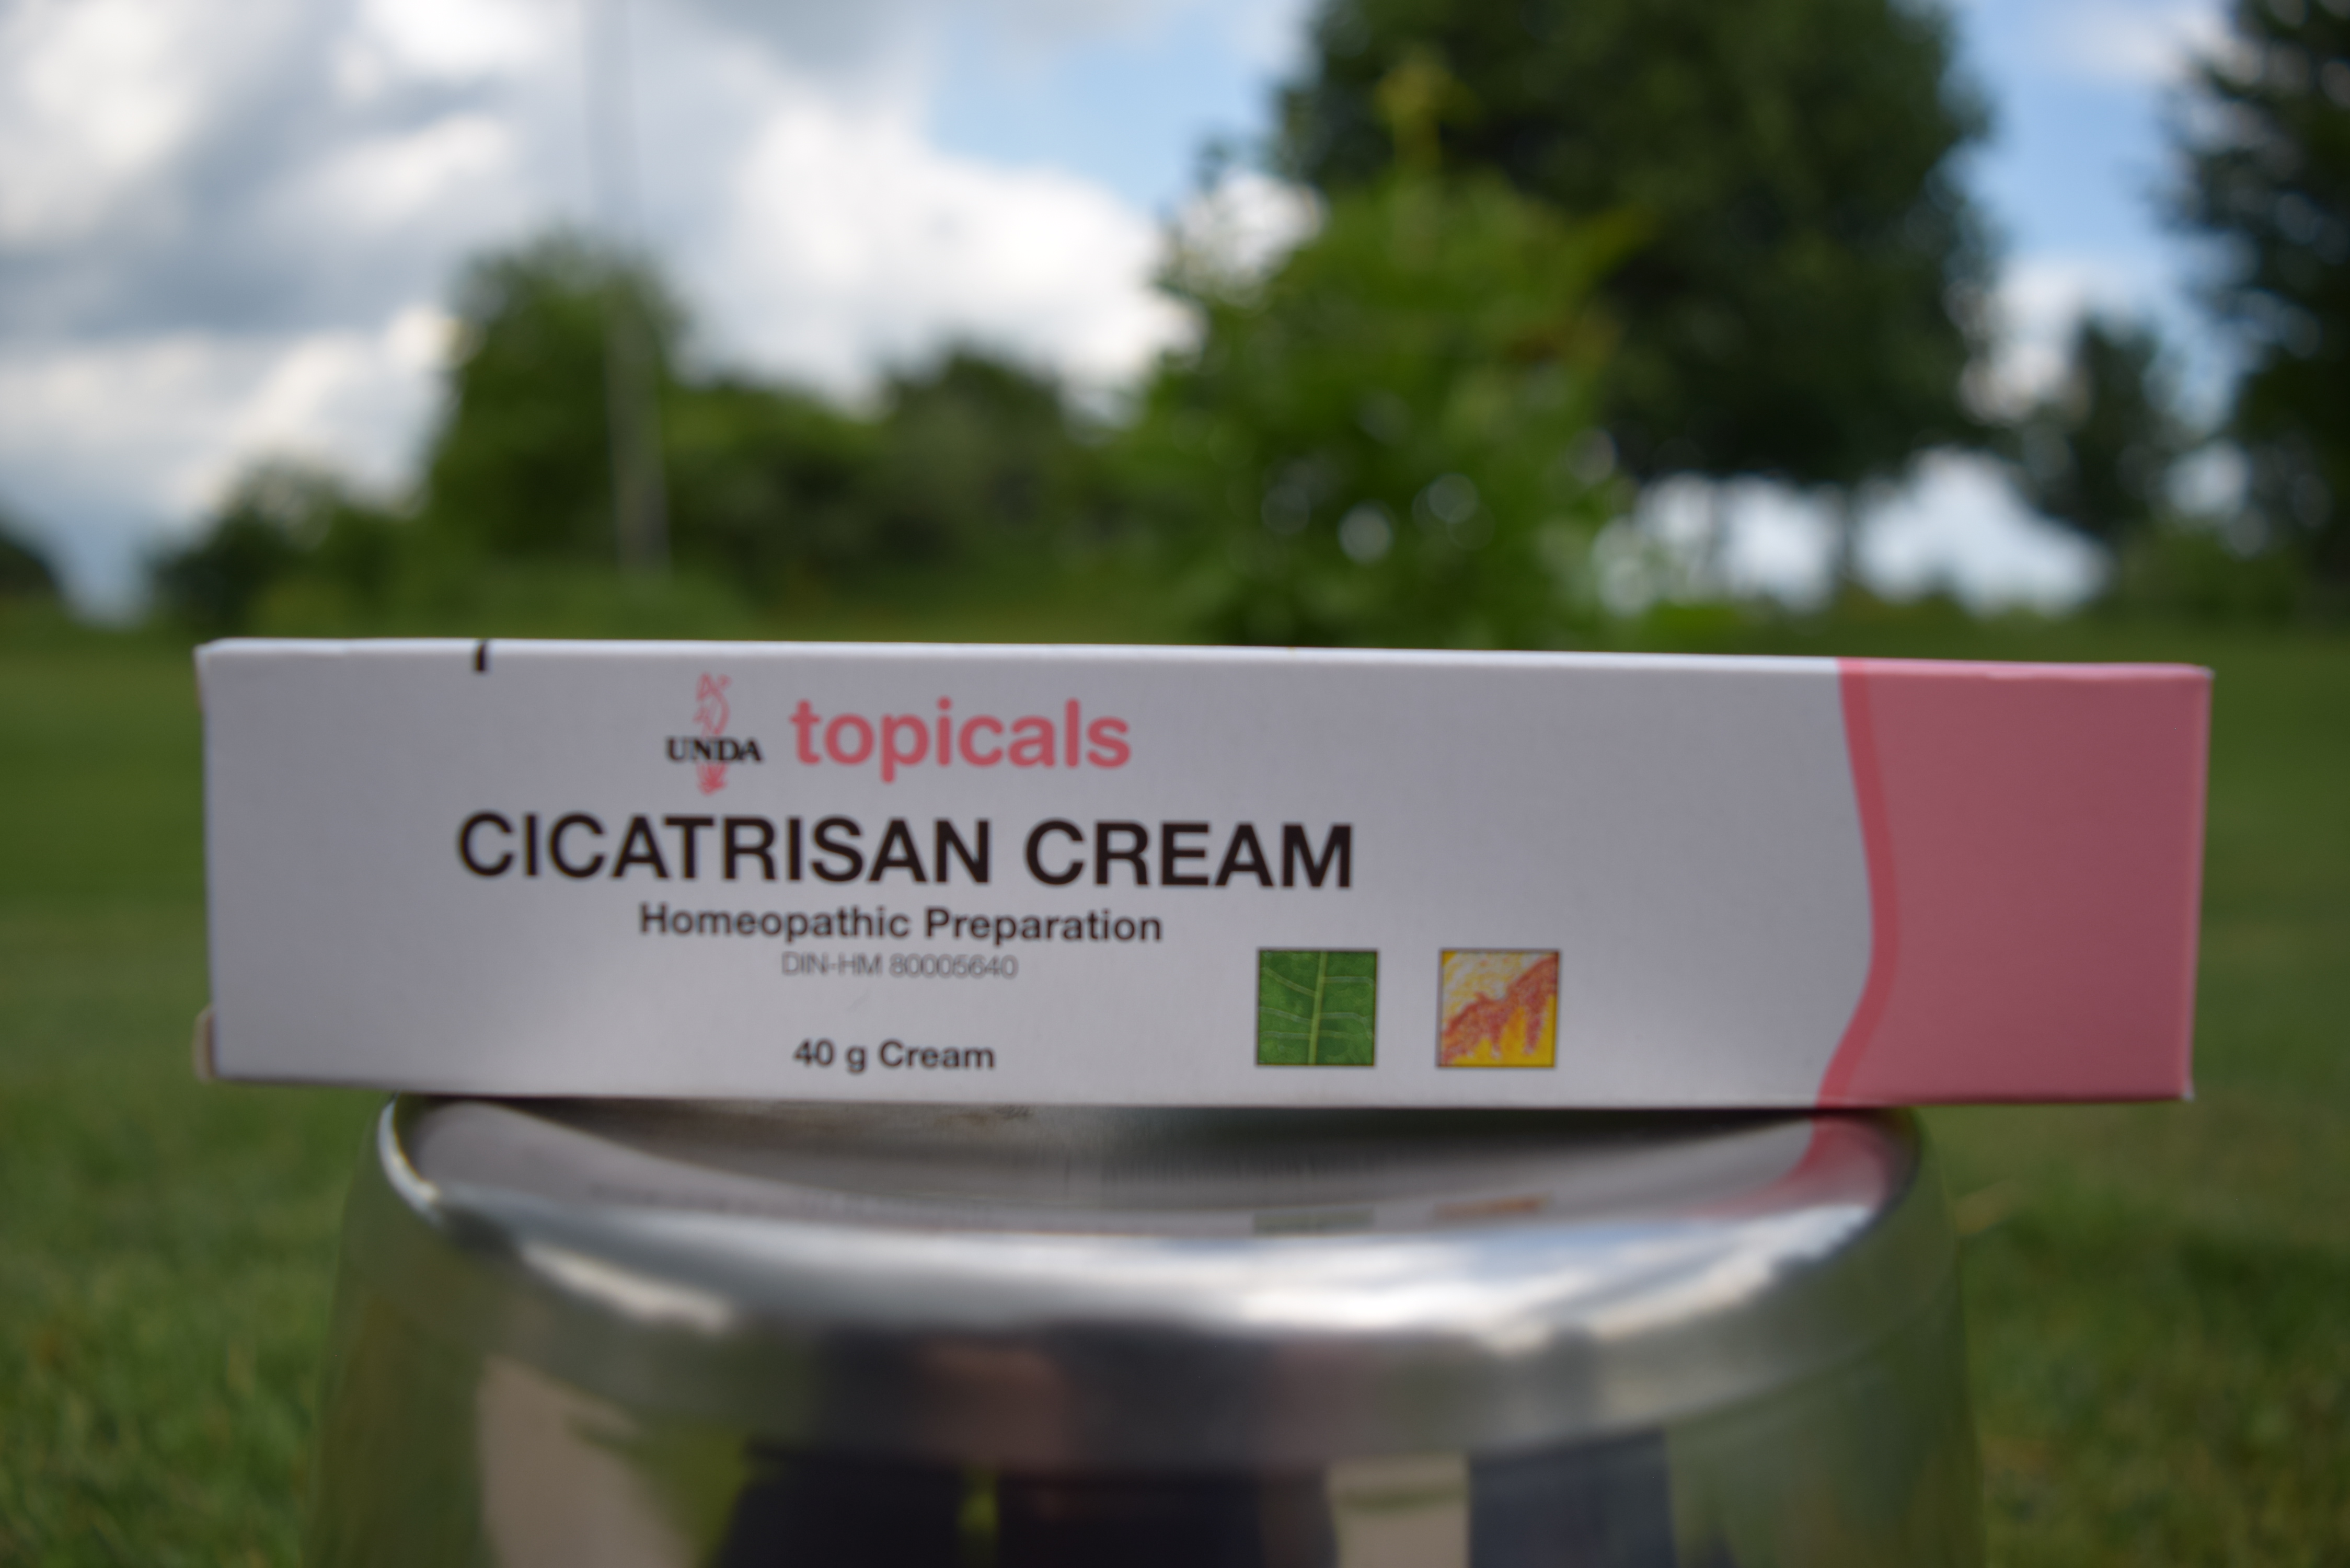 UNDA topicals
CICATRISAN CREAM
Homeopathic Preparation
DIN-HM 80005640
40 g Cream